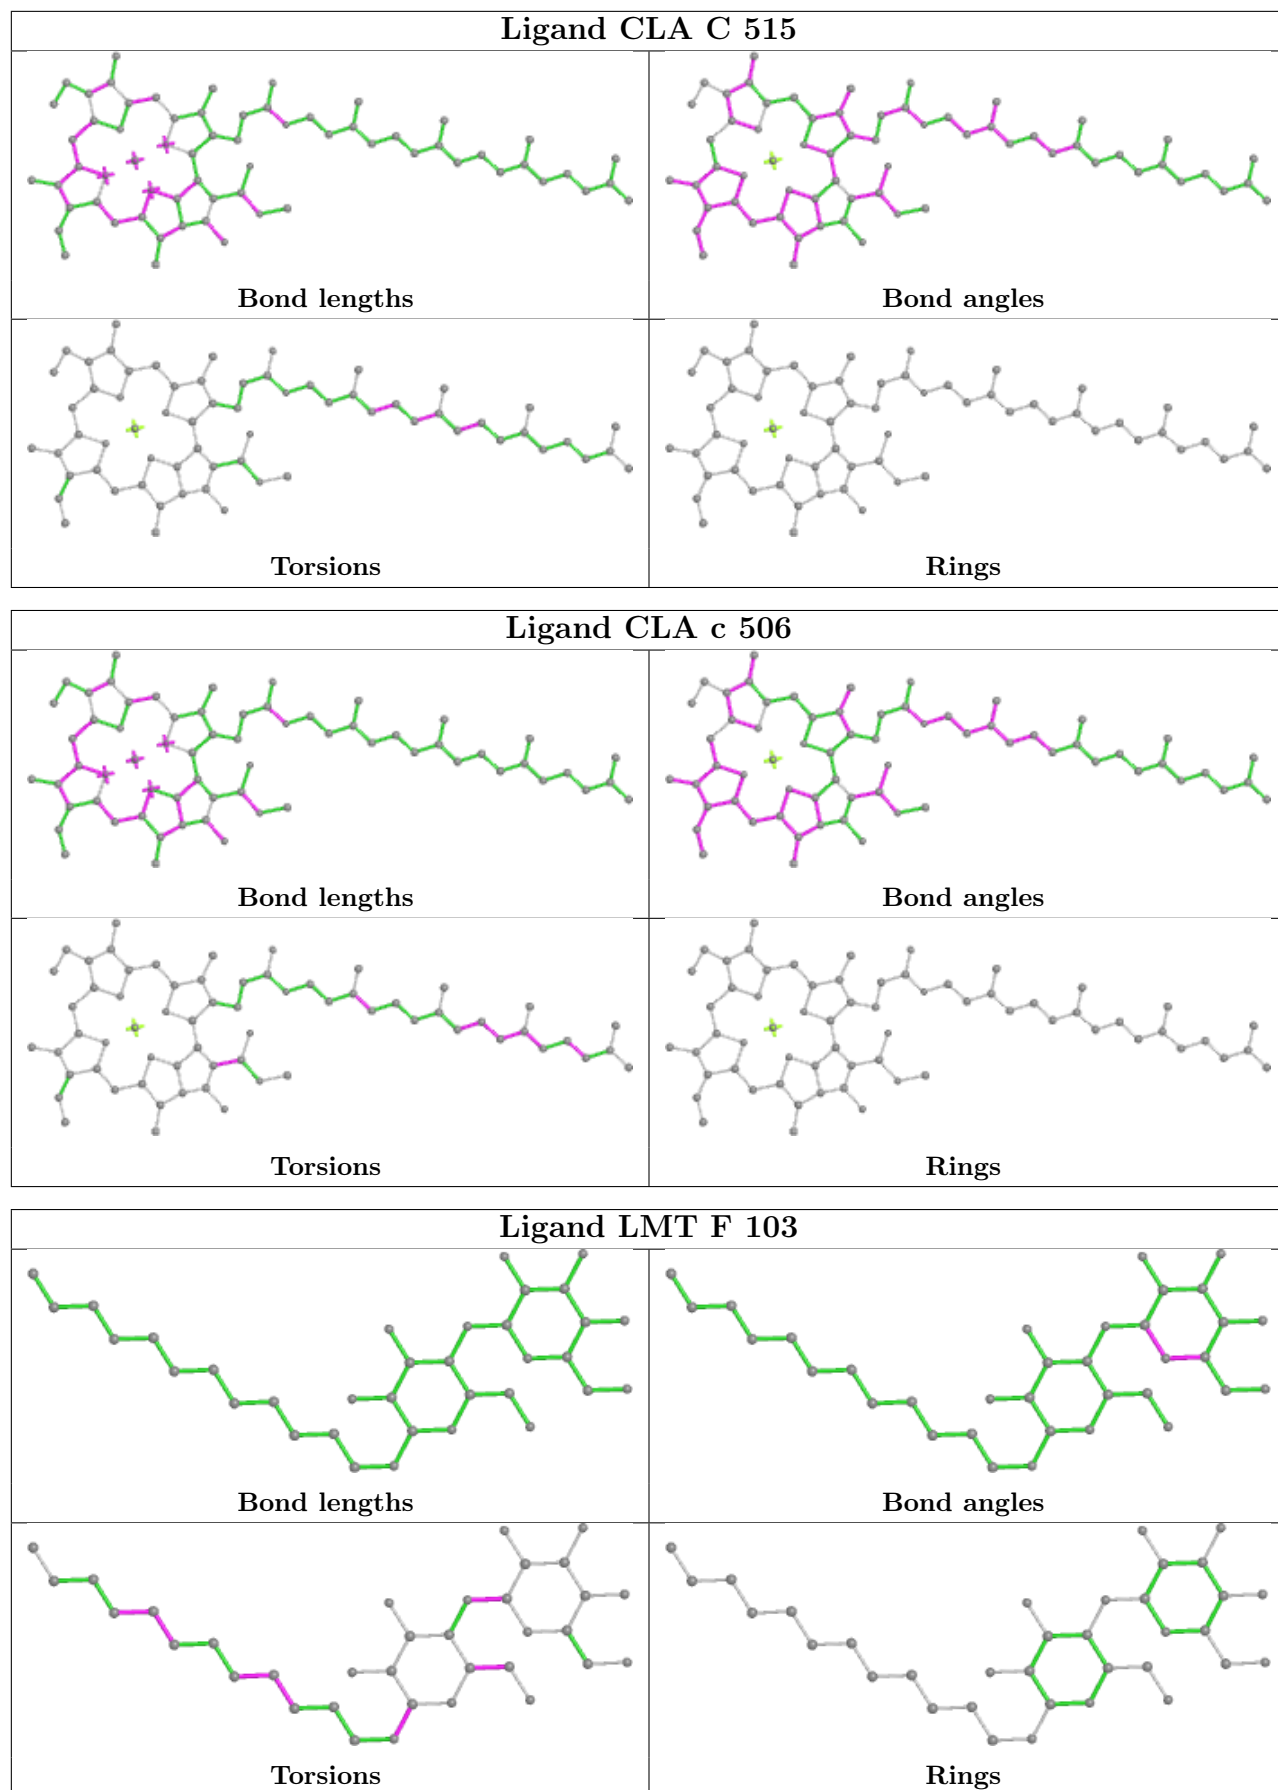 Ligand CLA C 515
Bond lengths
Bond angles
Torsions
Rings
Ligand CLA c 506
Bond lengths
Bond angles
Torsions
Rings
Ligand LMT F 103
Bond lengths
Bond angles
Torsions
Rings